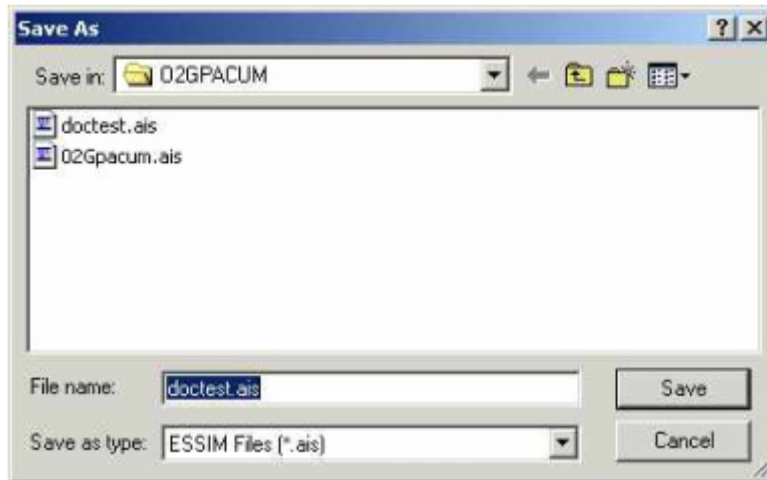 Save As
Save in: 02GPACUM
doctest.ais
02Gpacum.ais
File name: doctest.ais Save
Save as type: ESSIM Files (*.ais) Cancel